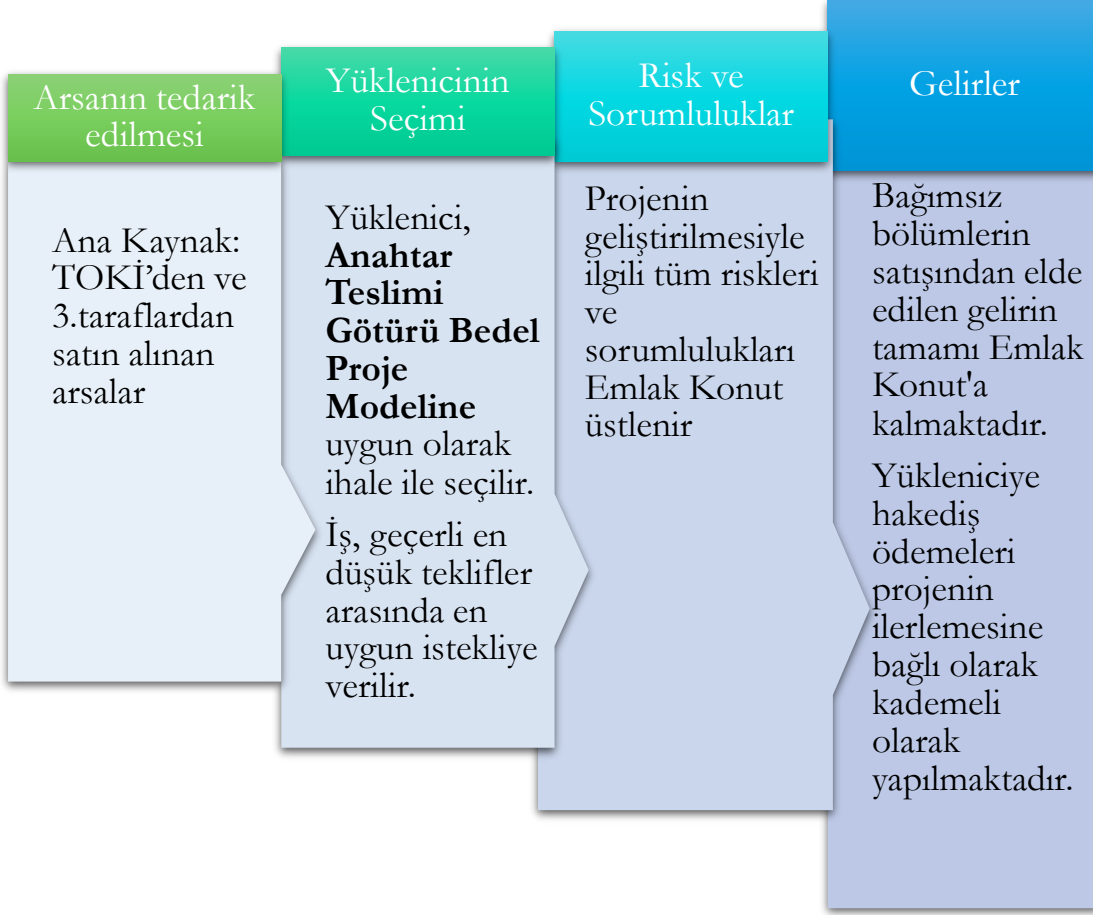 Arsanın tedarik
edilmesi
Ana Kaynak:
TOKİ’den ve
3.taraflardan
satın alınan
arsalar
Yüklenicinin
Seçimi
Yüklenici,
Anahtar
Teslimi
Götürü Bedel
Proje
Modeline
uygun olarak
ihale ile seçilir.
İş, geçerli en
düşük teklifler
arasında en
uygun istekliye
verilir.
Risk ve
Sorumluluklar
Projenin
geliştirilmesiyle
ilgili tüm riskleri
ve
sorumlulukları
Emlak Konut
üstlenir
Gelirler
Bağımsız
bölümlerin
satışından elde
edilen gelirin
tamamı Emlak
Konut'a
kalmaktadır.
Yükleniciye
hakediş
ödemeleri
projenin
ilerlemesine
bağlı olarak
kademeli
olarak
yapılmaktadır.